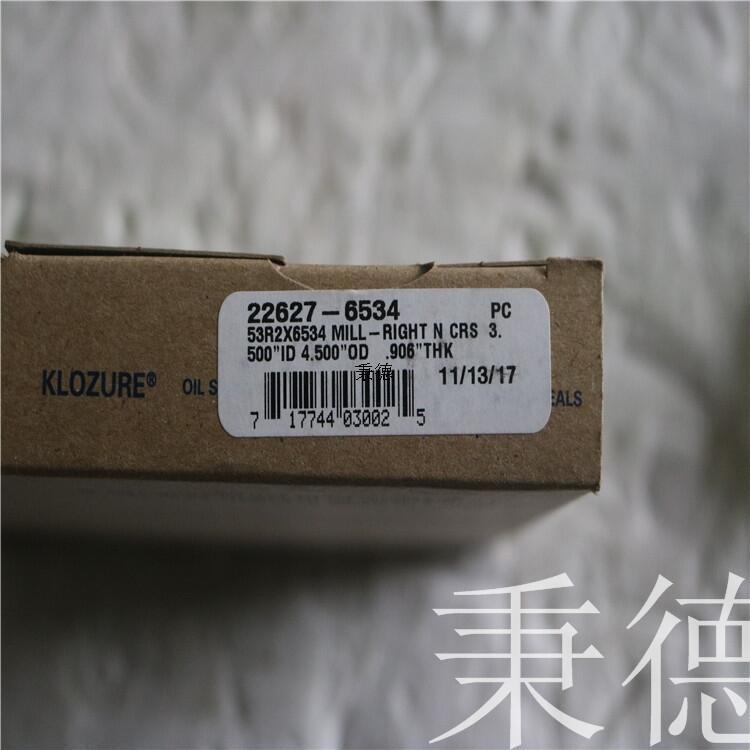 22627-6534 PC
53R2X6534 MILL-RIGHT N CRS 3.
500"ID 4.500"OD .906"THK
秉德
11/13/17
KLOZURE® OIL S
EALS
7 17744 03002 5
秉德